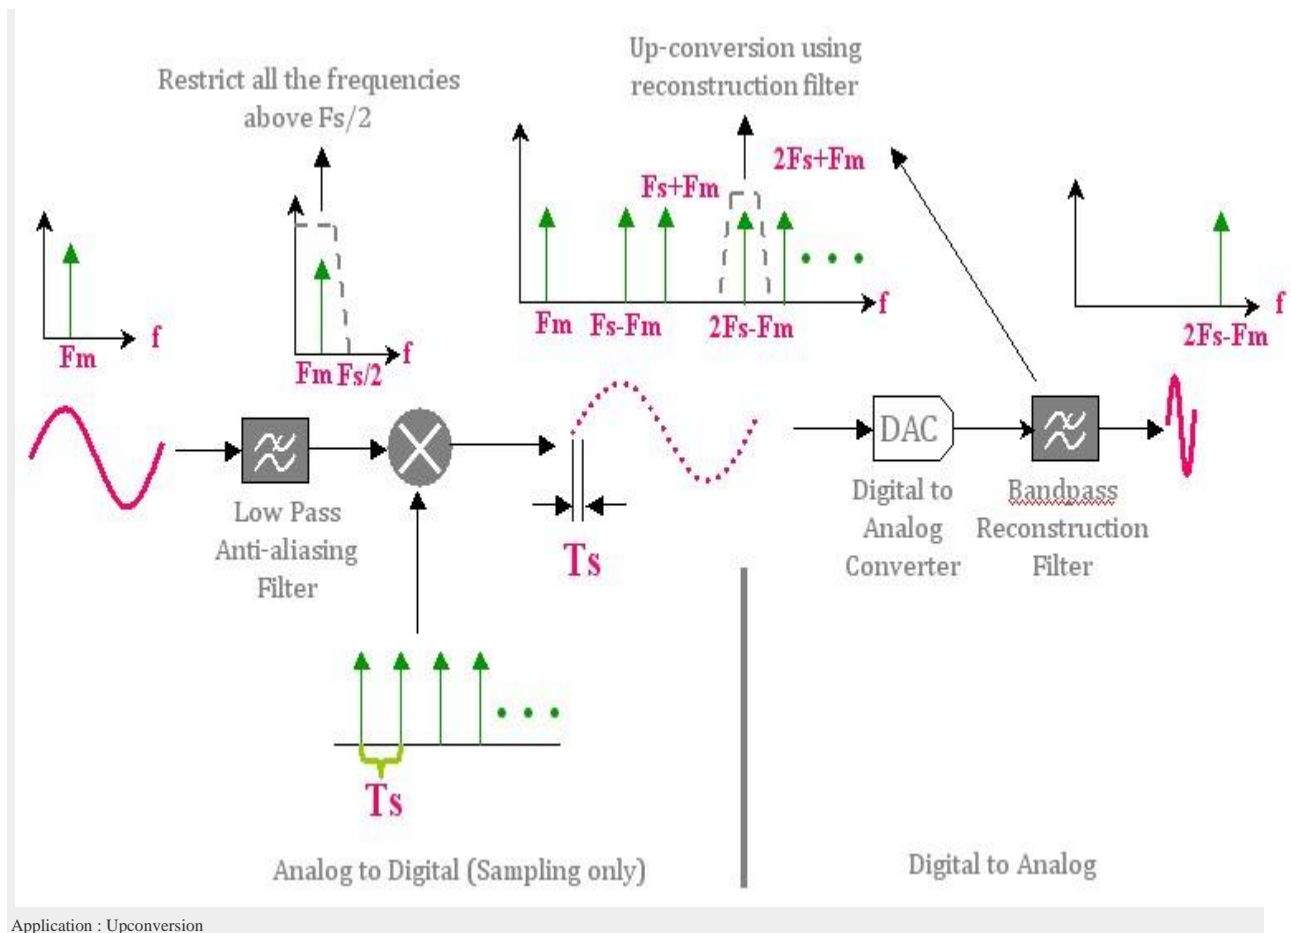 Restrict all the frequencies
above Fs/2
Up-conversion using
reconstruction filter
2Fs+Fm
Fs+Fm
f
Fm
f
Fm Fs/2
f
Fm Fs-Fm 2Fs-Fm
f
2Fs-Fm
Low Pass
Anti-aliasing
Filter
Ts
DAC
Digital to
Analog
Converter
Bandpass
Reconstruction
Filter
Ts
Analog to Digital (Sampling only)
Digital to Analog
Application : Upconversion